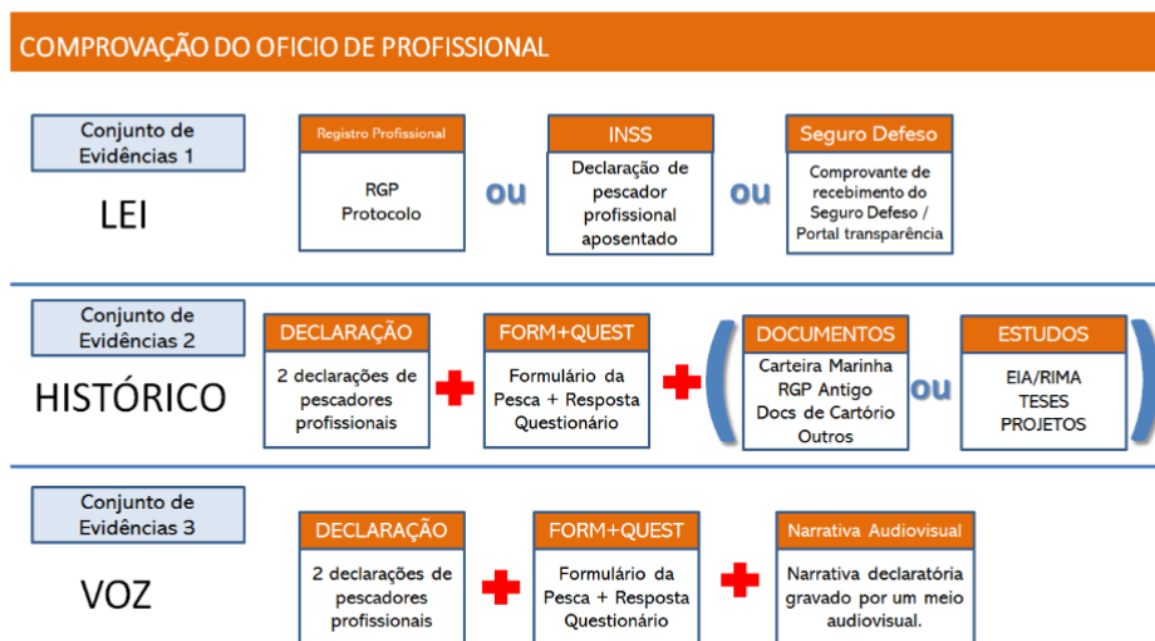 COMPROVAÇÃO DO OFICIO DE PROFISSIONAL
Conjunto de
Evidências 1
LEI
Registro Profissional
RGP
Protocolo
ou
INSS
Declaração de
pescador
profissional
aposentado
ou
Seguro Defeso
Comprovante de
recebimento do
Seguro Defeso /
Portal transparência
Conjunto de
Evidências 2
HISTÓRICO
DECLARAÇÃO
2 declarações de
pescadores
profissionais
FORM+QUEST
Formulário da
Pesca + Resposta
Questionário
DOCUMENTOS
Carteira Marinha
RGP Antigo
Docs de Cartório
Outros
ou
ESTUDOS
EIA/RIMA
TESES
PROJETOS
Conjunto de
Evidências 3
VOZ
DECLARAÇÃO
2 declarações de
pescadores
profissionais
FORM+QUEST
Formulário da
Pesca + Resposta
Questionário
Narrativa Audiovisual
Narrativa declaratória
gravado por um meio
audiovisual.